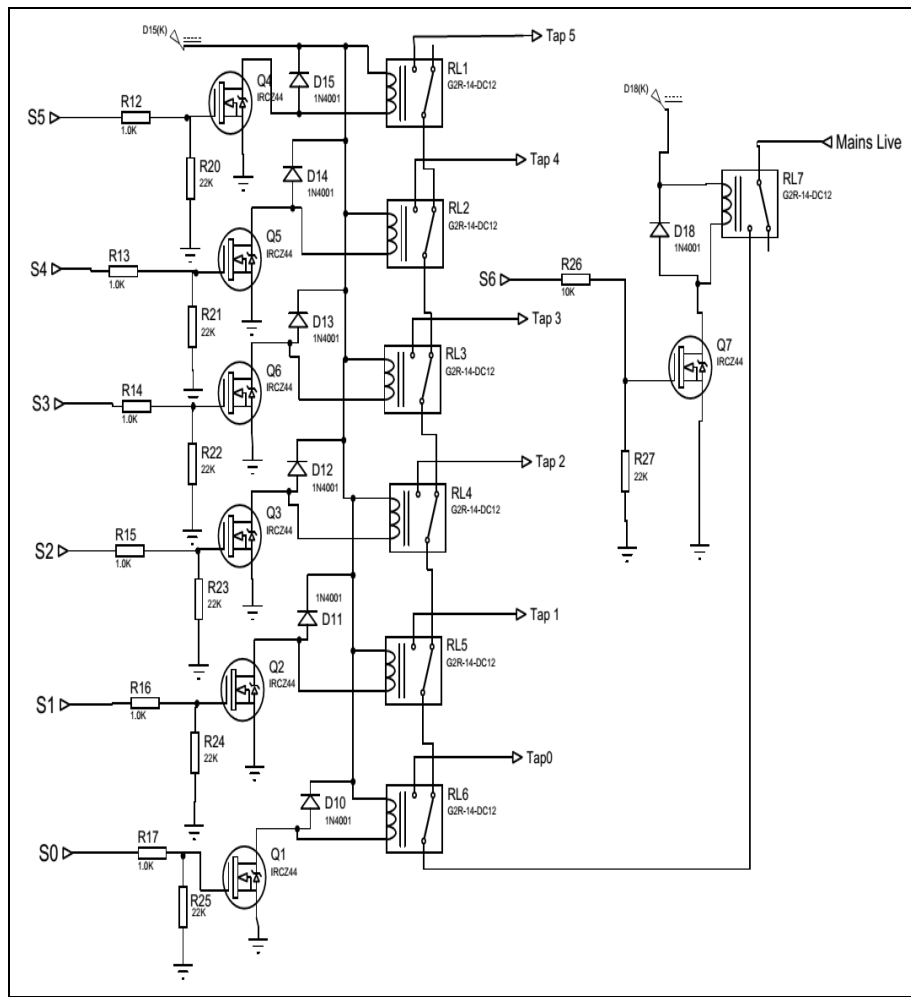 D15(K)
Tap 5
Q4
IRCZ44
D15
1N4001
RL1
G2R-14-DC12
R12
1.0K
S5
R20
22K
D18(K)
Mains Live
RL7
G2R-14-DC12
D14
1N4001
Tap 4
RL2
G2R-14-DC12
D18
1N4001
Q5
IRCZ44
S4
R13
1.0K
S6
R26
10K
R21
22K
D13
1N4001
Tap 3
RL3
G2R-14-DC12
Q7
IRCZ44
Q6
IRCZ44
S3
R14
1.0K
R22
22K
D12
1N4001
Tap 2
RL4
G2R-14-DC12
R27
22K
Q3
IRCZ44
S2
R15
1.0K
R23
22K
1N4001
D11
Tap 1
RL5
G2R-14-DC12
Q2
IRCZ44
S1
R16
1.0K
R24
22K
Tap0
D10
1N4001
RL6
G2R-14-DC12
S0
R17
1.0K
Q1
IRCZ44
R25
22K